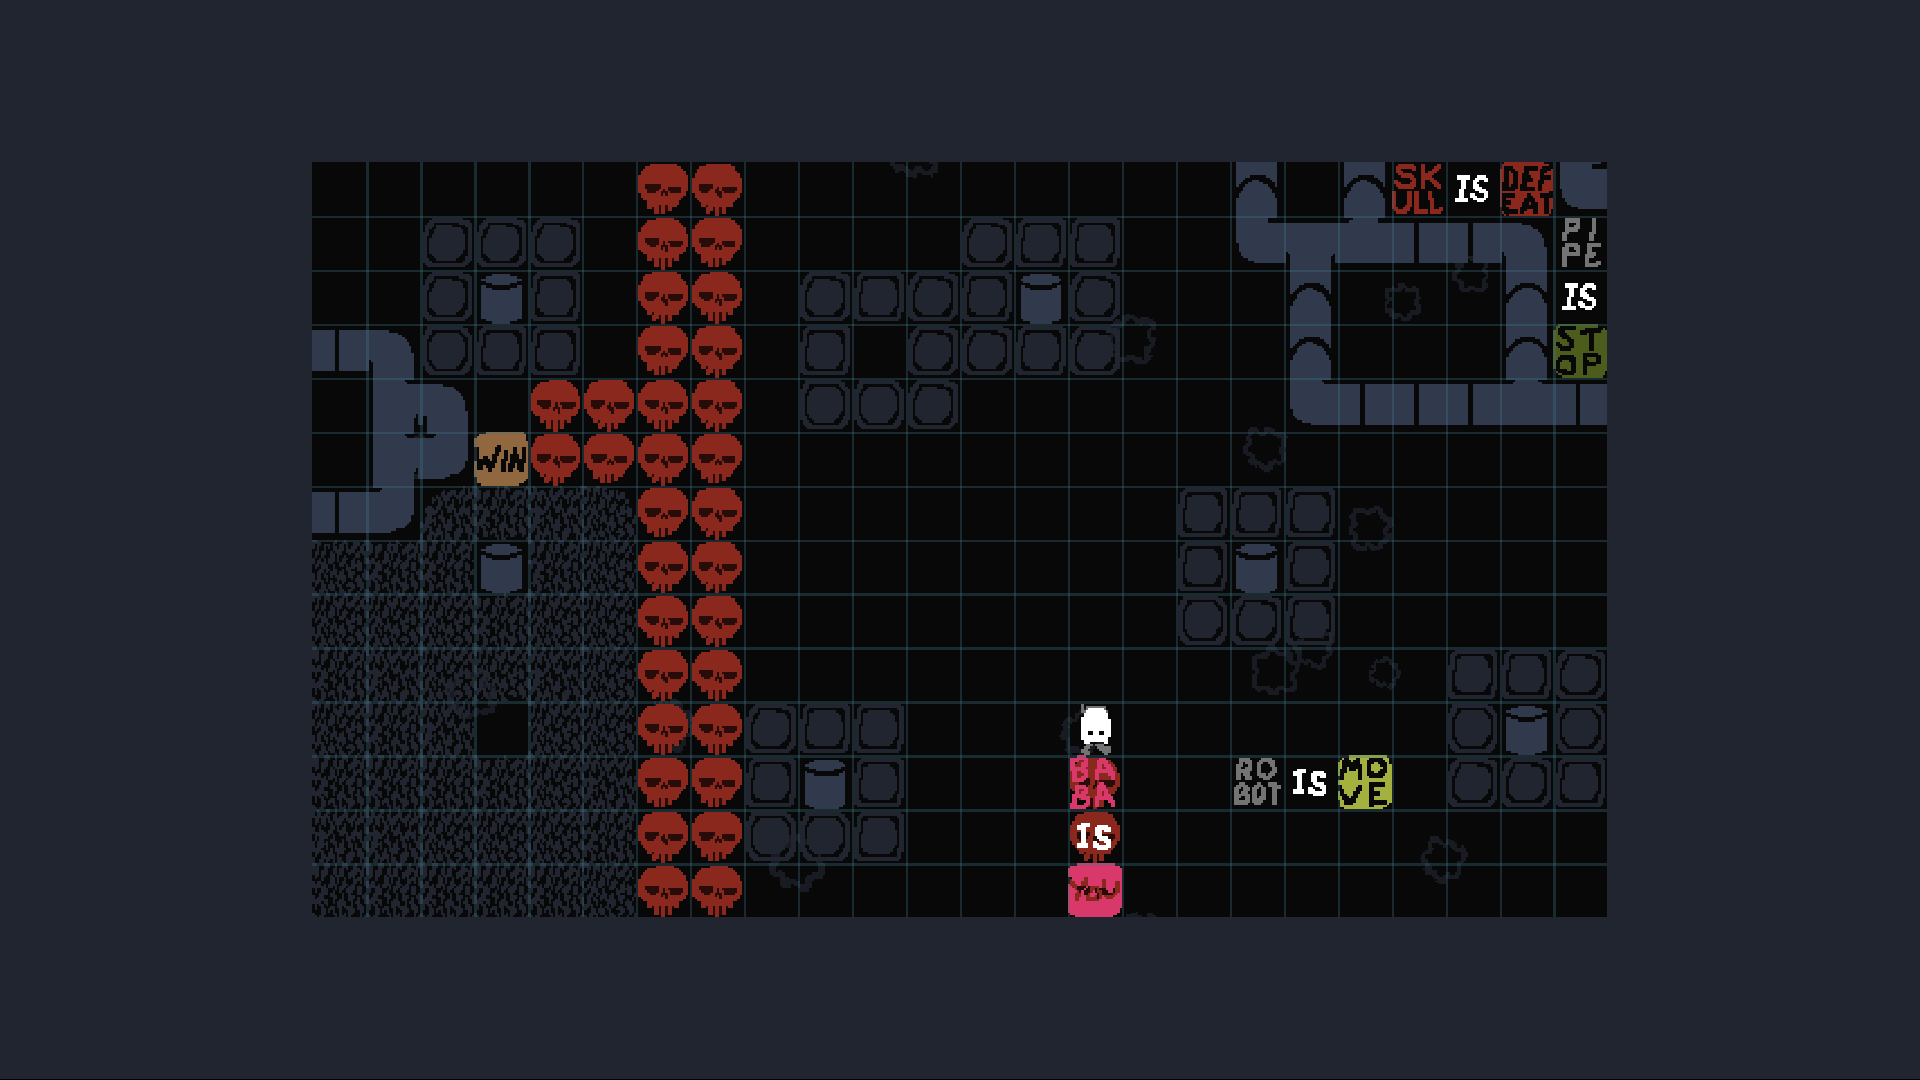 SKULL IS DEFEAT
PIPE
IS
STOP
WIN
BABA
IS
YOU
ROBOT IS MOVE